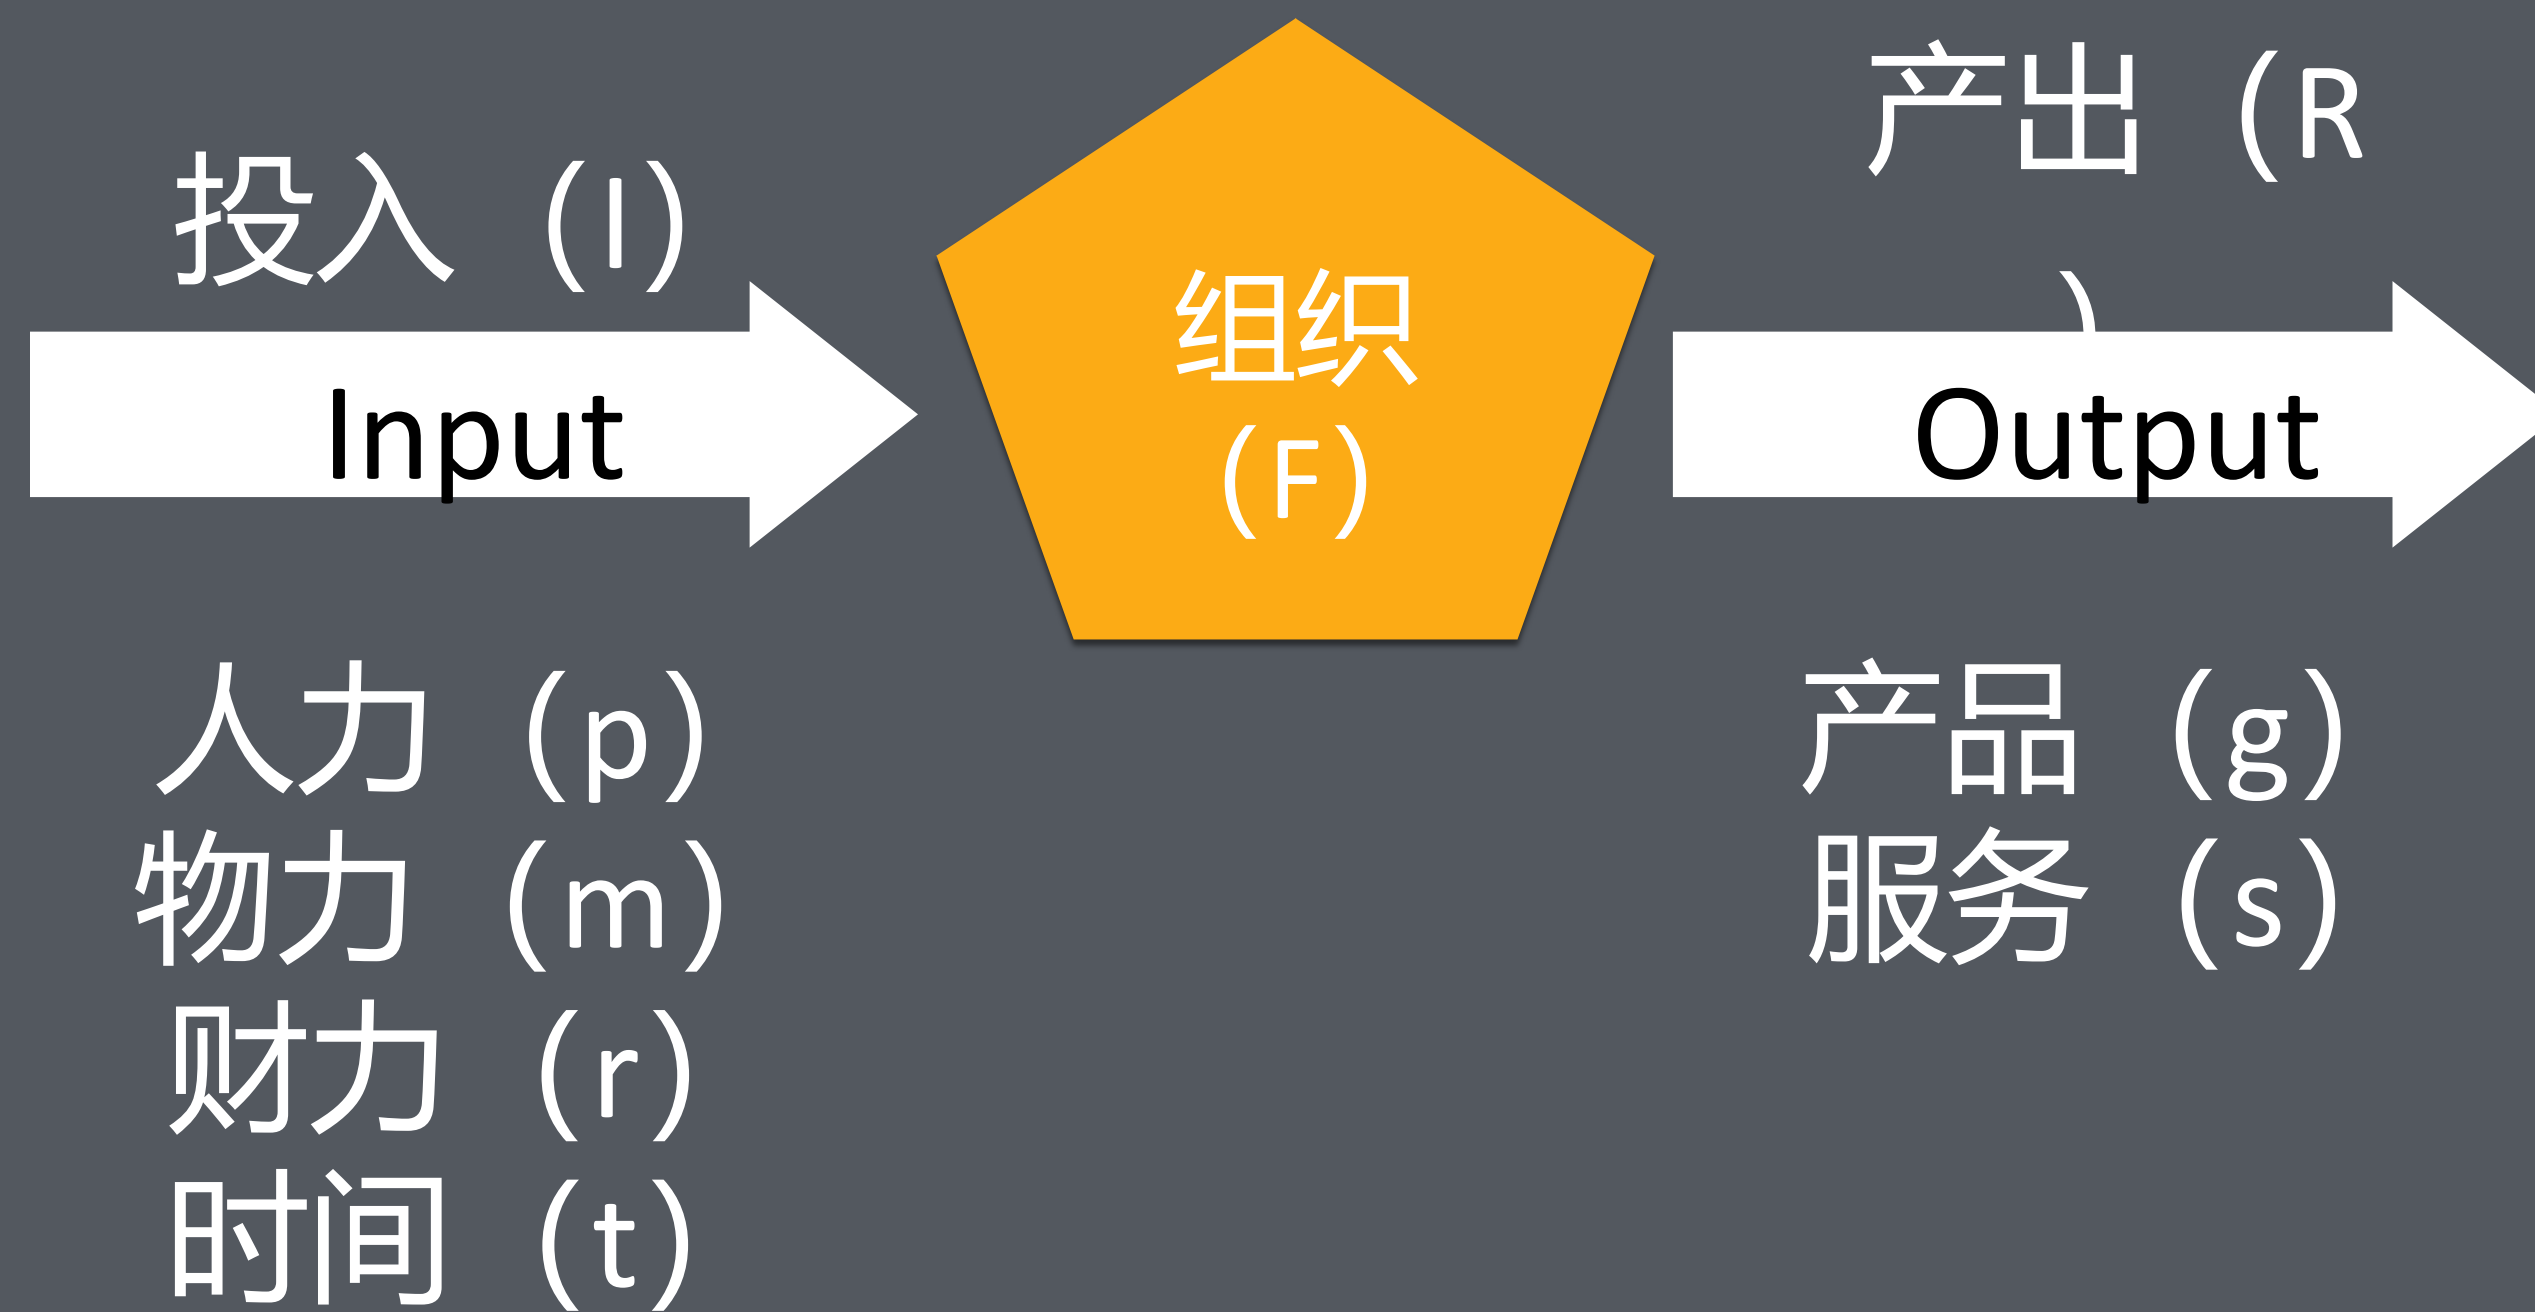 投入（I）
Input
人力（p）
物力（m）
财力（r）
时间（t）
组织
（F）
产出（R
）
Output
产品（g）
服务（s）